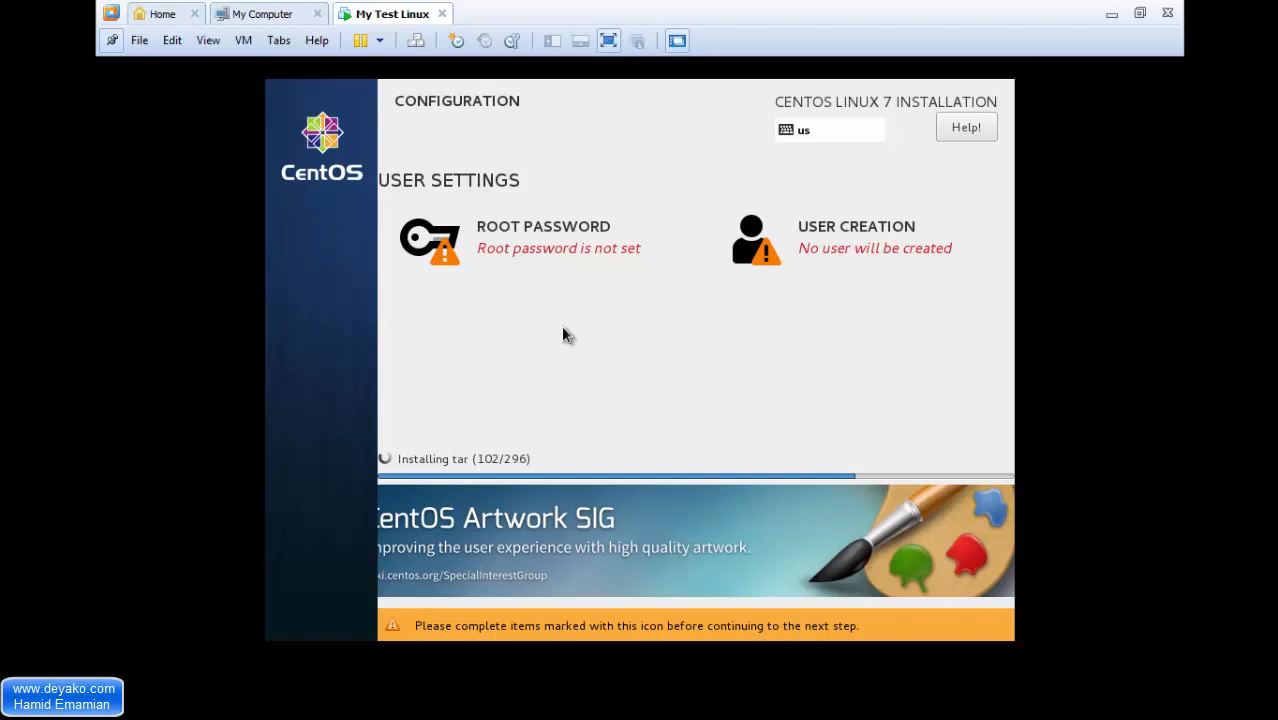 Home
My Computer
My Test Linux
File Edit View VM Tabs Help
CentOS
CONFIGURATION
CENTOS LINUX 7 INSTALLATION
us
Help!
USER SETTINGS
ROOT PASSWORD
Root password is not set
USER CREATION
No user will be created
Installing tar (102/296)
CentOS Artwork SIG
mproving the user experience with high quality artwork.
ki.centos.org/SpecialInterestGroup
Please complete items marked with this icon before continuing to the next step.
www.deyako.com
Hamid Emamian